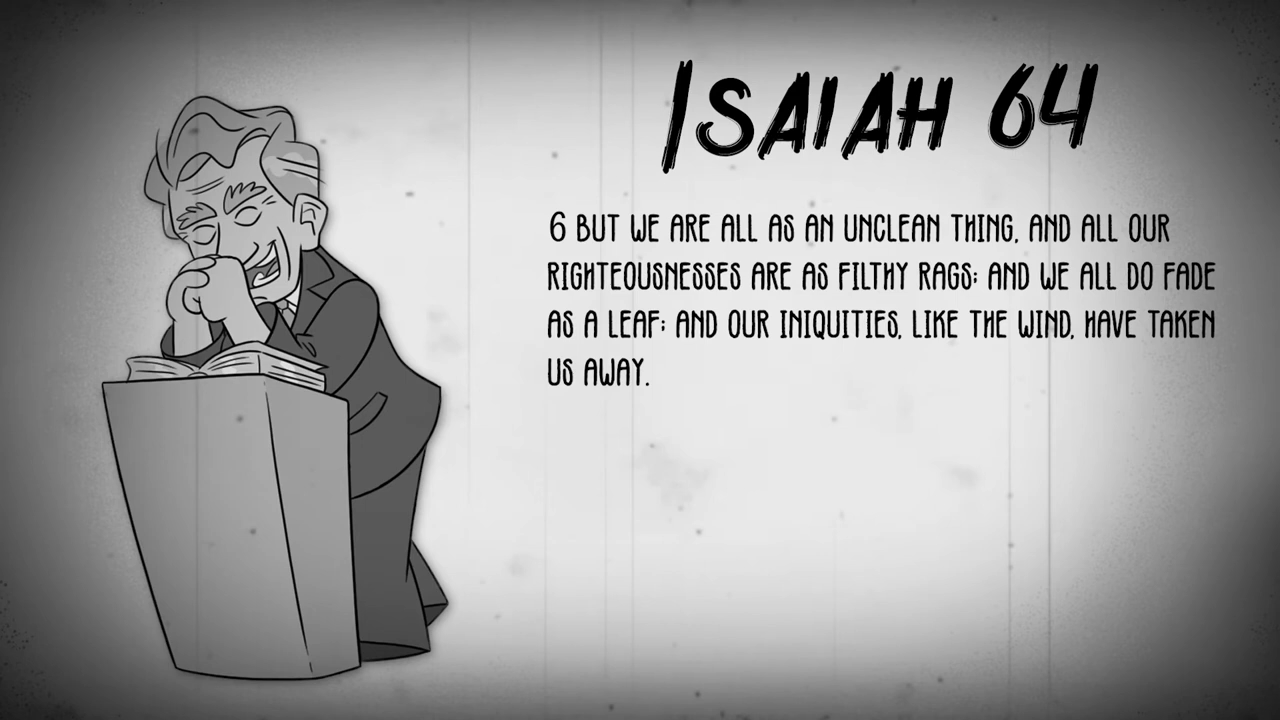 ISAIAH 64
6 BUT WE ARE ALL AS AN UNCLEAN THING, AND ALL OUR
RIGHTEOUSNESSES ARE AS FILTHY RAGS; AND WE ALL DO FADE
AS A LEAF; AND OUR INIQUITIES, LIKE THE WIND, HAVE TAKEN
US AWAY.